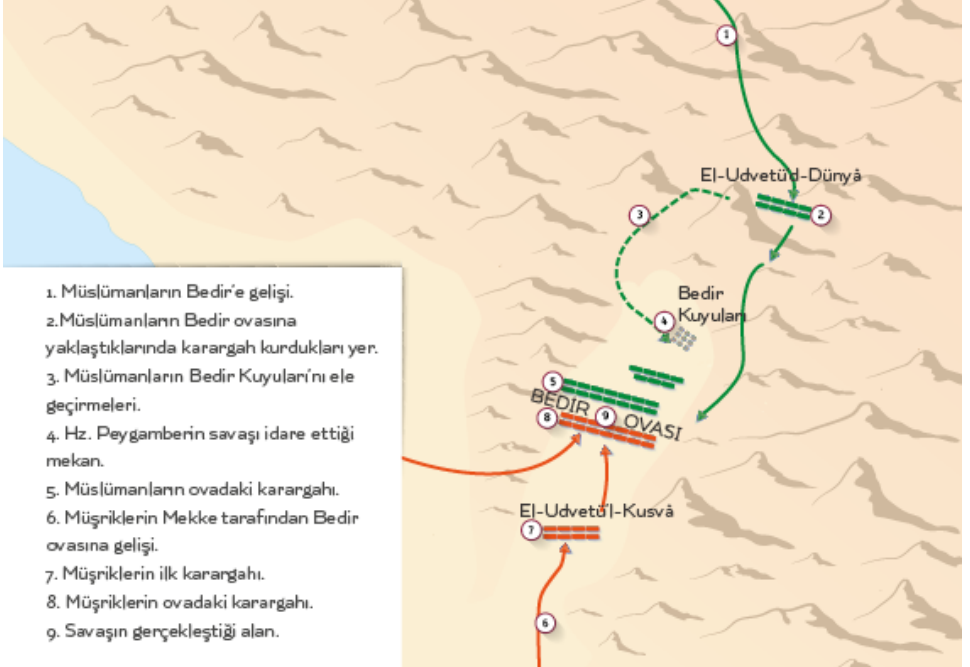 1
El-Udvetü'd-Dünyâ
2
3
Bedir
Kuyuları
4
5
BEDİR OVASI
8
9
El-Udvetü'l-Kusvâ
7
6
1. Müslümanların Bedir'e gelişi.
2.Müslümanların Bedir ovasına
yaklaştıklarında karargah kurdukları yer.
3. Müslümanların Bedir Kuyuları'nı ele
geçirmeleri.
4. Hz. Peygamberin savaşı idare ettiği
mekan.
5. Müslümanların ovadaki karargahı.
6. Müşriklerin Mekke tarafından Bedir
ovasına gelişi.
7. Müşriklerin ilk karargahı.
8. Müşriklerin ovadaki karargahı.
9. Savaşın gerçekleştiği alan.